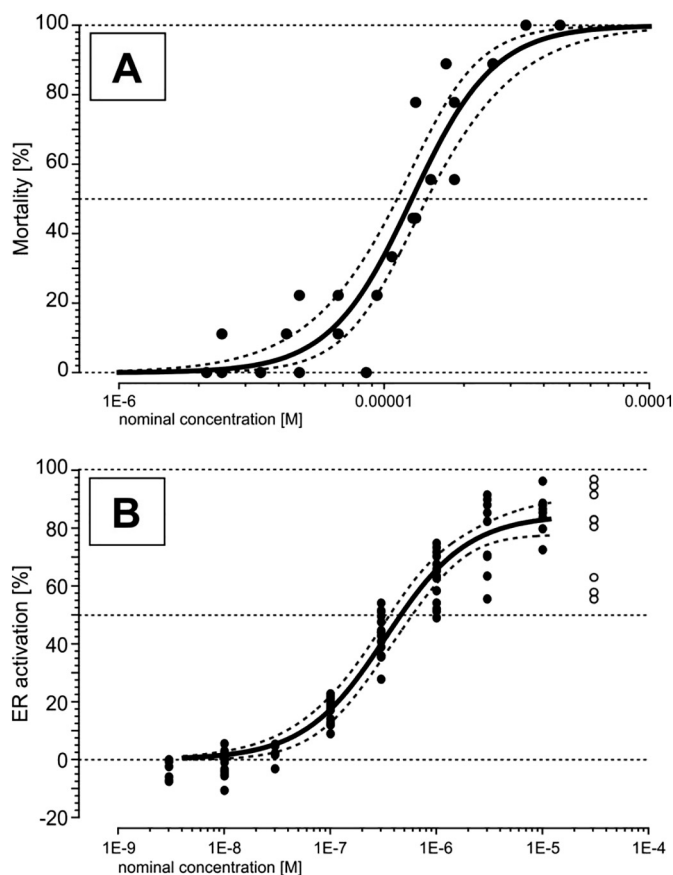 100
A
80
60
40
20
0
Mortality [%]
1E-6
0.00001
0.0001
nominal concentration [M]
100
B
80
60
40
20
0
-20
ER activation [%]
1E-9
1E-8
1E-7
1E-6
1E-5
1E-4
nominal concentration [M]